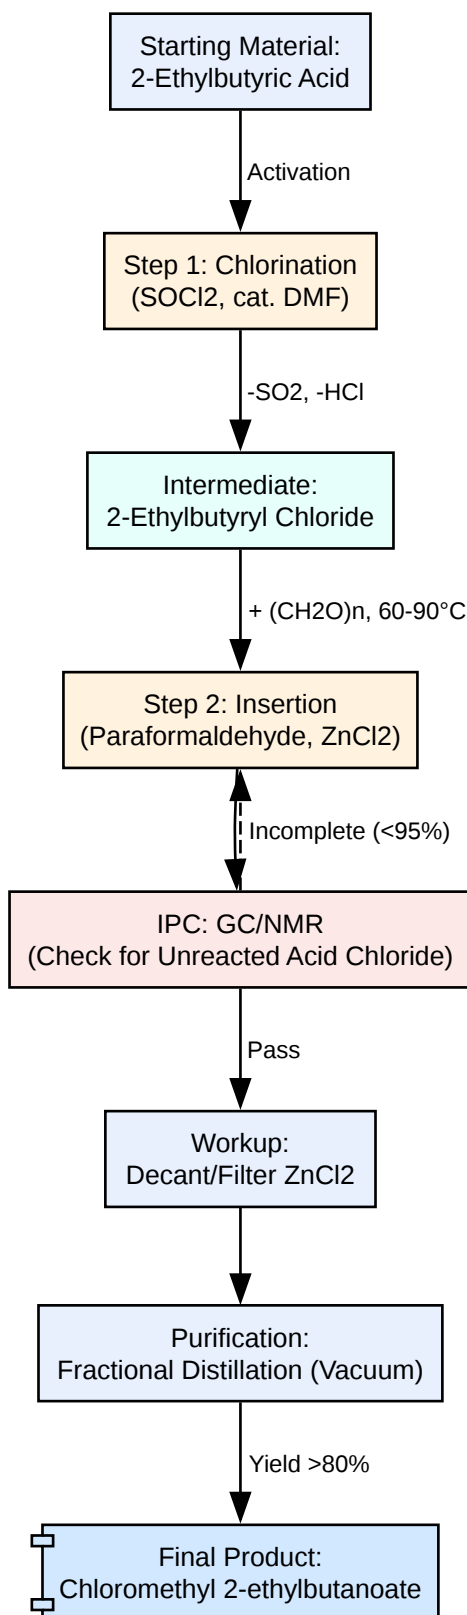 Starting Material:
2-Ethylbutyric Acid
Activation
Step 1: Chlorination
(SOCl2, cat. DMF)
-SO2, -HCl
Intermediate:
2-Ethylbutyryl Chloride
+ (CH2O)n, 60-90°C
Step 2: Insertion
(Paraformaldehyde, ZnCl2)
Incomplete (<95%)
IPC: GC/NMR
(Check for Unreacted Acid Chloride)
Pass
Workup:
Decant/Filter ZnCl2
Purification:
Fractional Distillation (Vacuum)
Yield >80%
Final Product:
Chloromethyl 2-ethylbutanoate